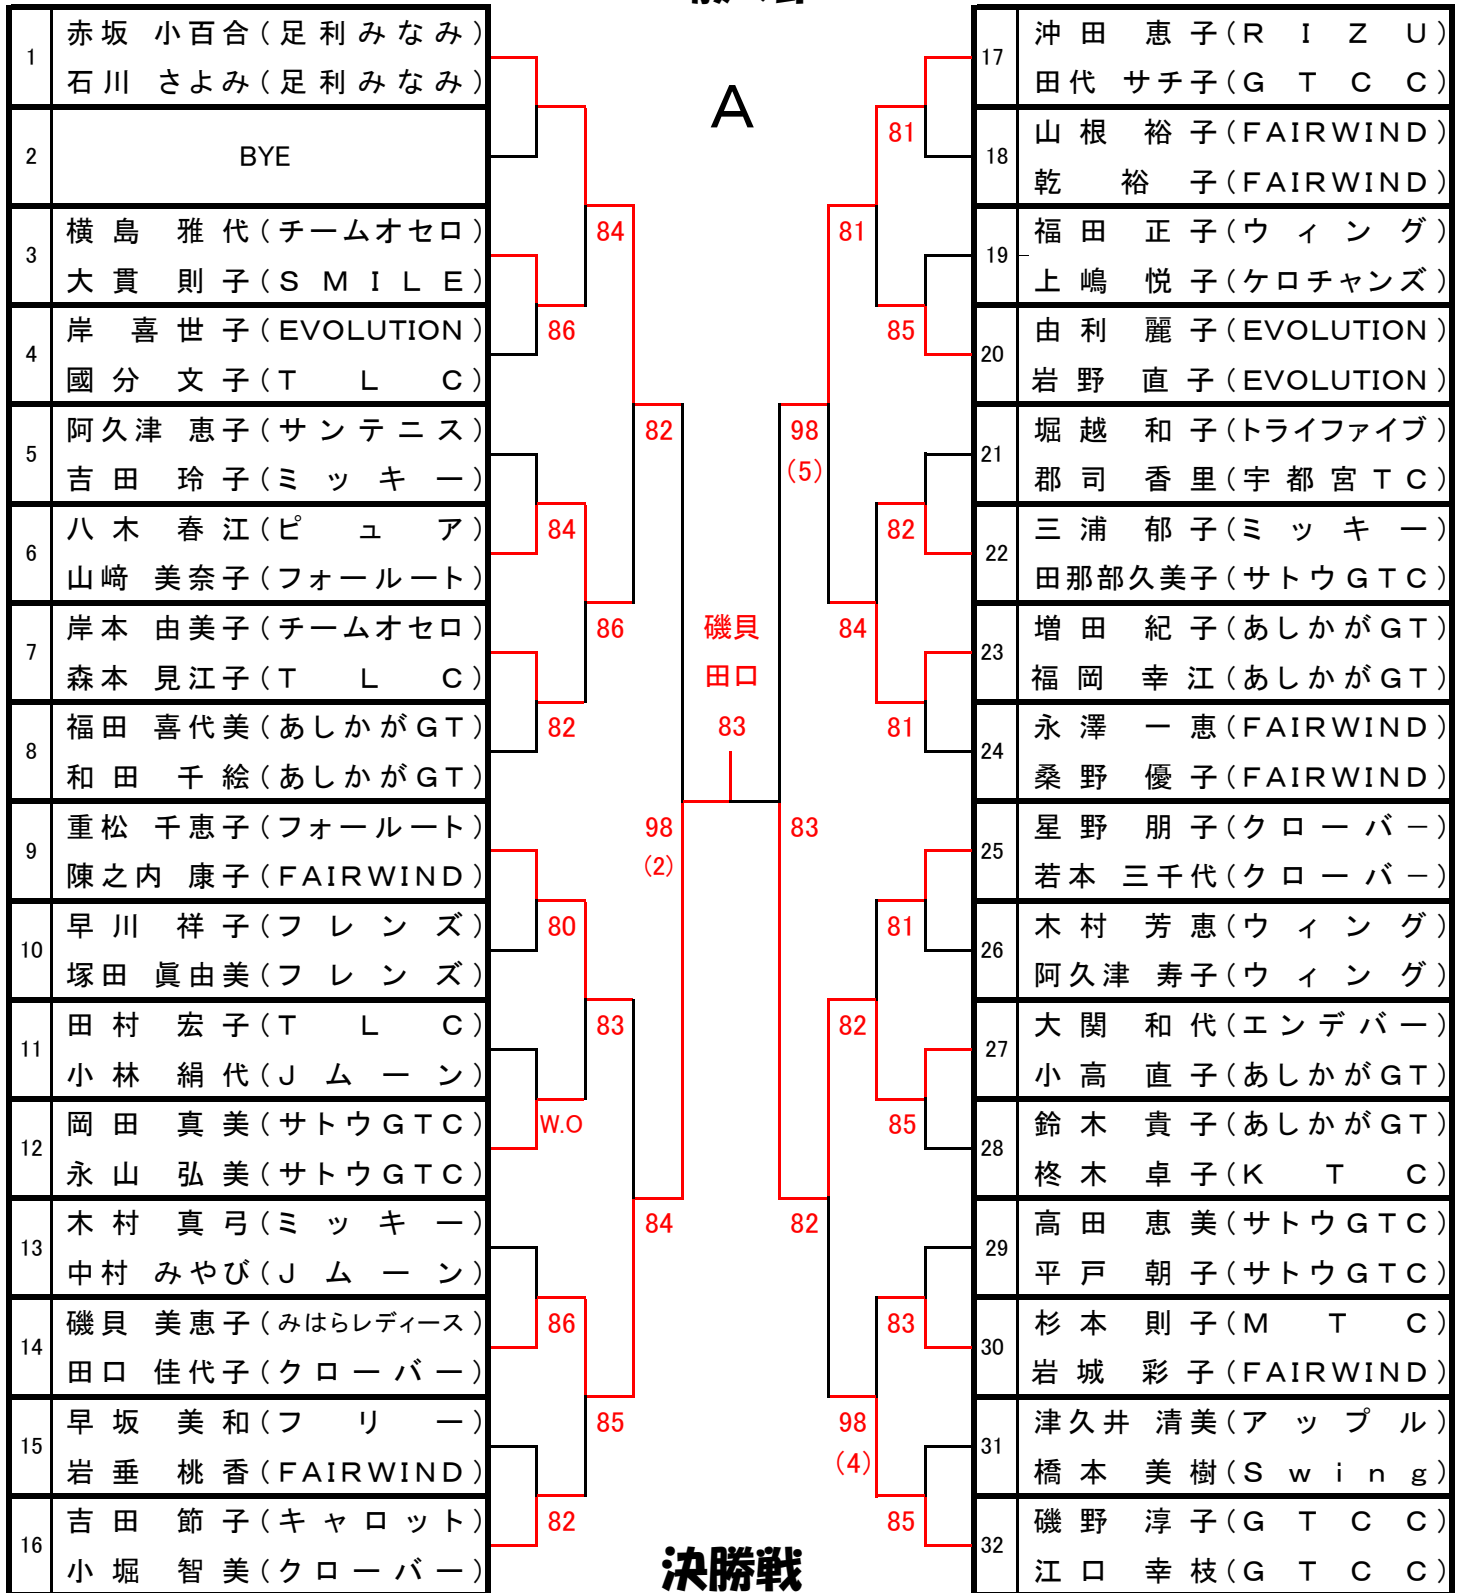 A
1
赤坂 小百合(足利みなみ)
石川 さよみ(足利みなみ)
2
BYE
3
横島 雅代(チームオセロ)
大貫 則子(SMILE)
4
岸 喜世子(EVOLUTION)
國分 文子(TLC)
5
阿久津 恵子(サンテニス)
吉田 玲子(ミッキー)
6
八木 春江(ピュア)
山﨑 美奈子(フォールート)
7
岸本 由美子(チームオセロ)
森本 見江子(TLC)
8
福田 喜代美(あしかがGT)
和田 千絵(あしかがGT)
9
重松 千恵子(フォールート)
陳之内 康子(FAIRWIND)
10
早川 祥子(フレンズ)
塚田 眞由美(フレンズ)
11
田村 宏子(TLC)
小林 絹代(Jムーン)
12
岡田 真美(サトウGTC)
永山 弘美(サトウGTC)
13
木村 真弓(ミッキー)
中村 みやび(Jムーン)
14
磯貝 美恵子(みはらレディース)
田口 佳代子(クローバー)
15
早坂 美和(フリー)
岩垂 桃香(FAIRWIND)
16
吉田 節子(キャロット)
小堀 智美(クローバー)
84
86
82
84
86
82
98
(2)
80
83
W.O
84
86
85
82
磯貝
田口
83
81
81
85
98
(5)
82
84
81
83
81
82
85
82
83
98
(4)
85
17
沖田 恵子(RIZU)
田代 サチ子(GTCC)
18
山根 裕子(FAIRWIND)
乾 裕子(FAIRWIND)
19
福田 正子(ウィング)
上嶋 悦子(ケロチャンズ)
20
由利 麗子(EVOLUTION)
岩野 直子(EVOLUTION)
21
堀越 和子(トライファイブ)
郡司 香里(宇都宮TC)
22
三浦 郁子(ミッキー)
田那部久美子(サトウGTC)
23
増田 紀子(あしかがGT)
福岡 幸江(あしかがGT)
24
永澤 一恵(FAIRWIND)
桑野 優子(FAIRWIND)
25
星野 朋子(クローバー)
若本 三千代(クローバー)
26
木村 芳恵(ウィング)
阿久津 寿子(ウィング)
27
大関 和代(エンデバー)
小高 直子(あしかがGT)
28
鈴木 貴子(あしかがGT)
柊木 卓子(KTC)
29
高田 恵美(サトウGTC)
平戸 朝子(サトウGTC)
30
杉本 則子(MTC)
岩城 彩子(FAIRWIND)
31
津久井 清美(アップル)
橋本 美樹(Swing)
32
磯野 淳子(GTCC)
江口 幸枝(GTCC)
決勝戦